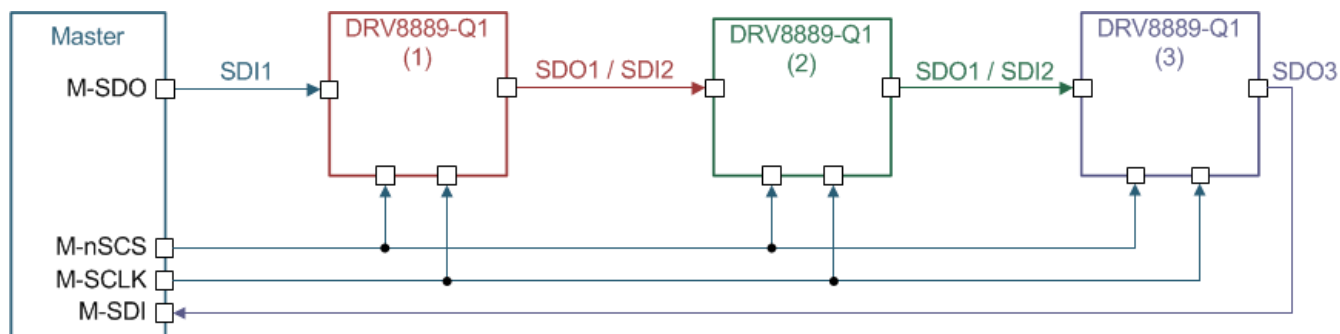 Master
DRV8889-Q1
(1)
DRV8889-Q1
(2)
DRV8889-Q1
(3)
M-SDO
SDI1
SDO1 / SDI2
SDO1 / SDI2
SDO3
M-nSCS
M-SCLK
M-SDI